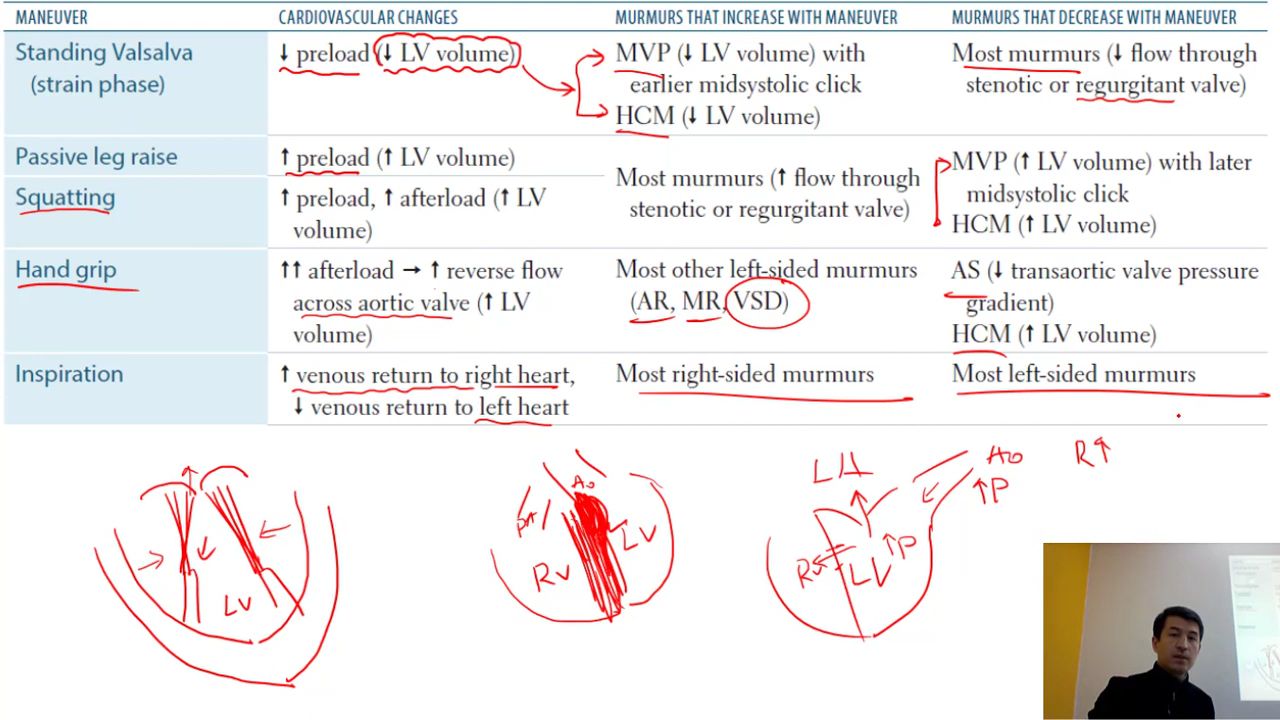 MANEUVER CARDIOVASCULAR CHANGES MURMURS THAT INCREASE WITH MANEUVER MURMURS THAT DECREASE WITH MANEUVER
Standing Valsalva
(strain phase)
↓ preload (↓ LV volume)
MVP (↓ LV volume) with
earlier midsystolic click
HCM (↓ LV volume)
Most murmurs (↓ flow through
stenotic or regurgitant valve)
Passive leg raise
↑ preload (↑ LV volume)
Most murmurs (↑ flow through
stenotic or regurgitant valve)
MVP (↑ LV volume) with later
midsystolic click
HCM (↑ LV volume)
Squatting
↑ preload, ↑ afterload (↑ LV
volume)
Hand grip
↑↑ afterload → ↑ reverse flow
across aortic valve (↑ LV
volume)
Most other left-sided murmurs
(AR, MR, VSD)
AS (↓ transaortic valve pressure
gradient)
HCM (↑ LV volume)
Inspiration
↑ venous return to right heart,
↓ venous return to left heart
Most right-sided murmurs
Most left-sided murmurs
LV
Ao
PA
LV
RV
LA
Ao
R↑
↑P
↑P
RV
LV